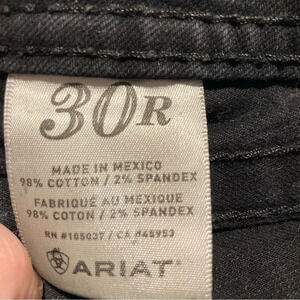 30R
MADE IN MEXICO
98% COTTON / 2% SPANDEX
FABRIQUÉ AU MEXIQUE
98% COTON / 2% SPANDEX
RN #105037 / CA #45953
ARIAT